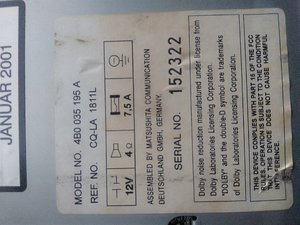 JANUAR 2001
MODEL NO. 4B0 035 195 A
REF. NO. CQ-LA 1811L
12V 4Ω 7,5 A
ASSEMBLED BY MATSUSHITA COMMUNICATION
DEUTSCHLAND GMBH, GERMANY
SERIAL NO. 152322
Dolby noise reduction manufactured under license from
Dolby Laboratories Licensing Corporation.
"DOLBY" and the double-D symbol are trademarks
of Dolby Laboratories Licensing Corporation.
THIS DEVICE COMPLIES WITH PART 15 OF THE FCC
RULES. OPERATION IS SUBJECT TO THE CONDITION
THAT THIS DEVICE DOES NOT CAUSE HARMFUL
INTERFERENCE.